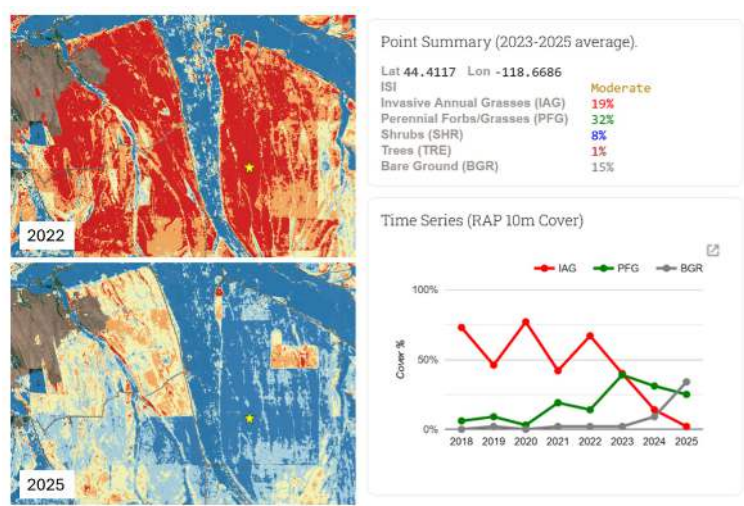 2022
2025
Point Summary (2023-2025 average).
Lat 44.4117 Lon -118.6686
ISI Moderate
Invasive Annual Grasses (IAG) 19%
Perennial Forbs/Grasses (PFG) 32%
Shrubs (SHR) 8%
Trees (TRE) 1%
Bare Ground (BGR) 15%
Time Series (RAP 10m Cover)
IAG PFG BGR
100%
50%
0%
Cover %
2018 2019 2020 2021 2022 2023 2024 2025